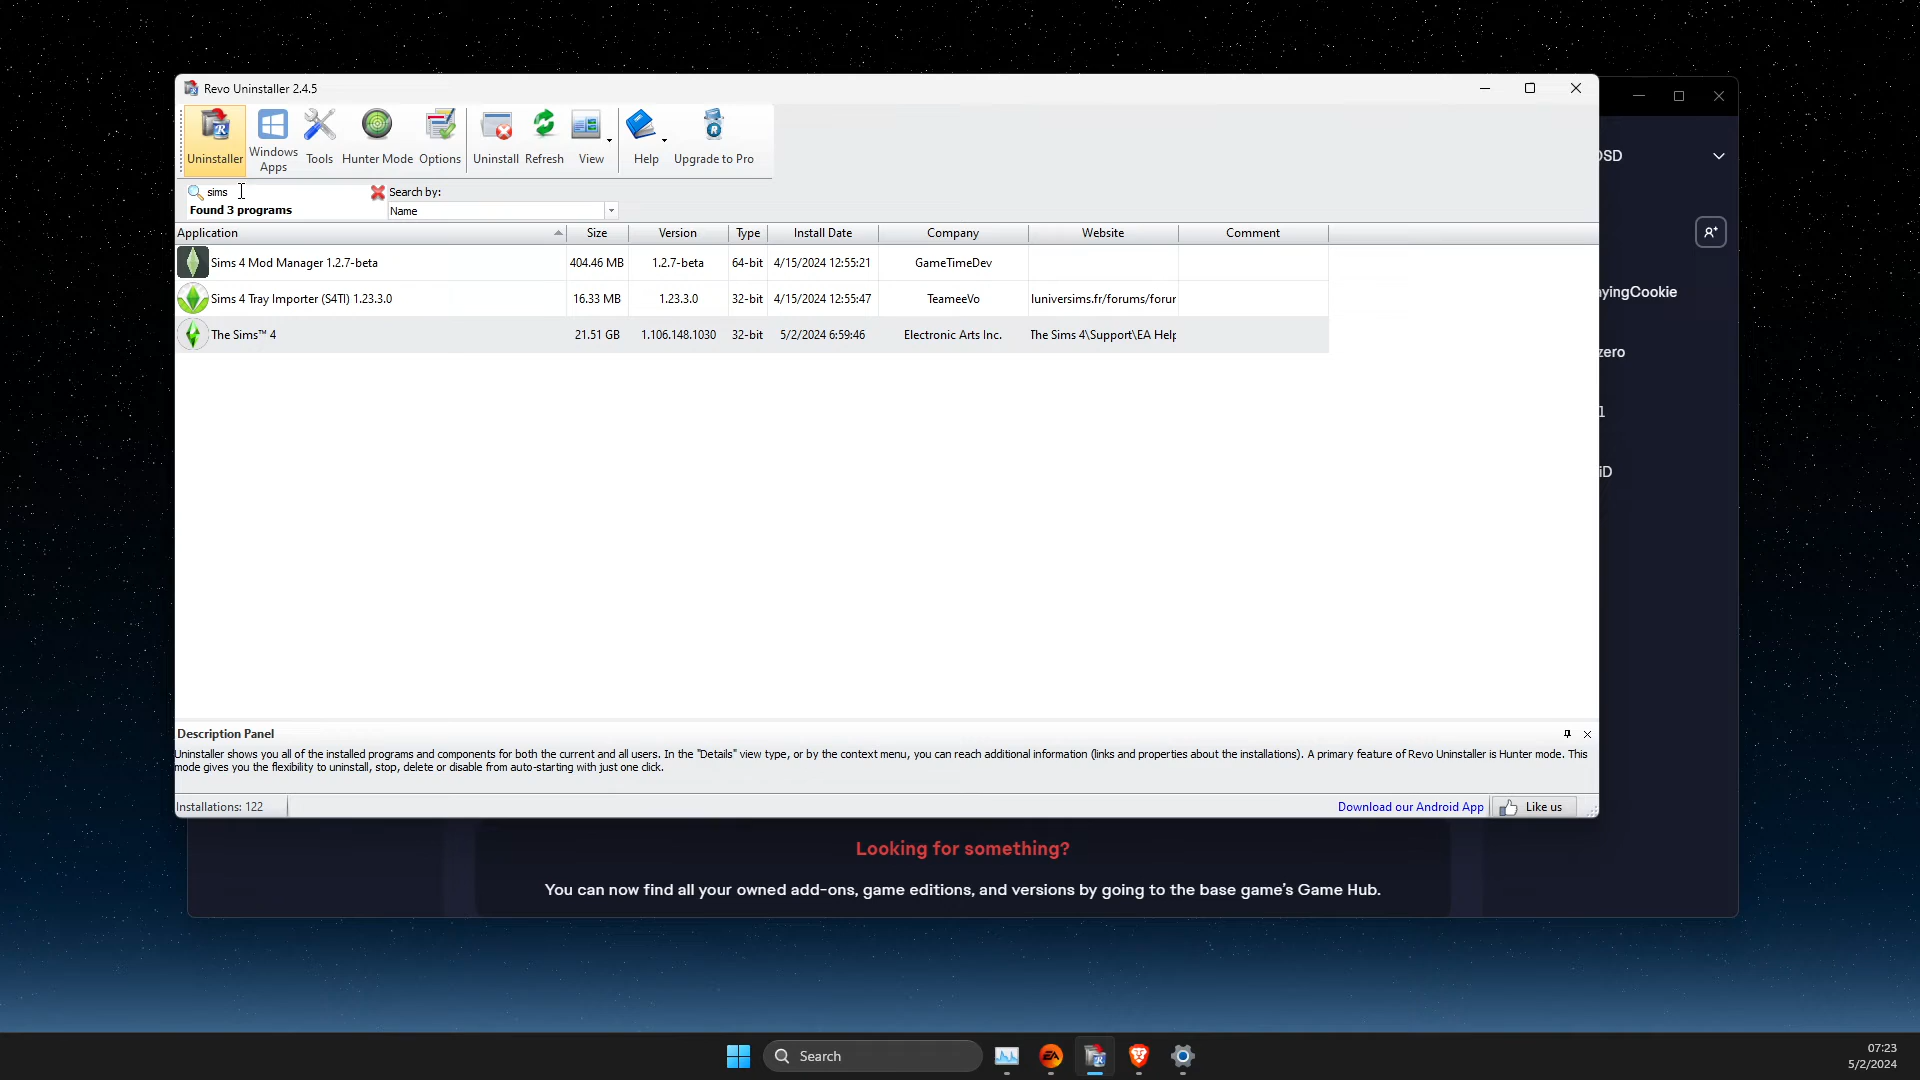 Revo Uninstaller 2.4.5
Uninstaller
Windows Apps
Tools
Hunter Mode
Options
Uninstall
Refresh
View
Help
Upgrade to Pro
sims
Search by:
Found 3 programs
Name
Application Size Version Type Install Date Company Website Comment
Sims 4 Mod Manager 1.2.7-beta 404.46 MB 1.2.7-beta 64-bit 4/15/2024 12:55:21 GameTimeDev
Sims 4 Tray Importer (S4TI) 1.23.3.0 16.33 MB 1.23.3.0 32-bit 4/15/2024 12:55:47 TeameeVo luniversims.fr/forums/forur
The Sims™ 4 21.51 GB 1.106.148.1030 32-bit 5/2/2024 6:59:46 Electronic Arts Inc. The Sims 4\Support\EA Help
Description Panel
Uninstaller shows you all of the installed programs and components for both the current and all users. In the "Details" view type, or by the context menu, you can reach additional information (links and properties about the installations). A primary feature of Revo Uninstaller is Hunter mode. This
mode gives you the flexibility to uninstall, stop, delete or disable from auto-starting with just one click.
Installations: 122
Download our Android App
Like us
SD
nyingCookie
zero
1
iD
Looking for something?
You can now find all your owned add-ons, game editions, and versions by going to the base game's Game Hub.
Search
EA
07:23
5/2/2024